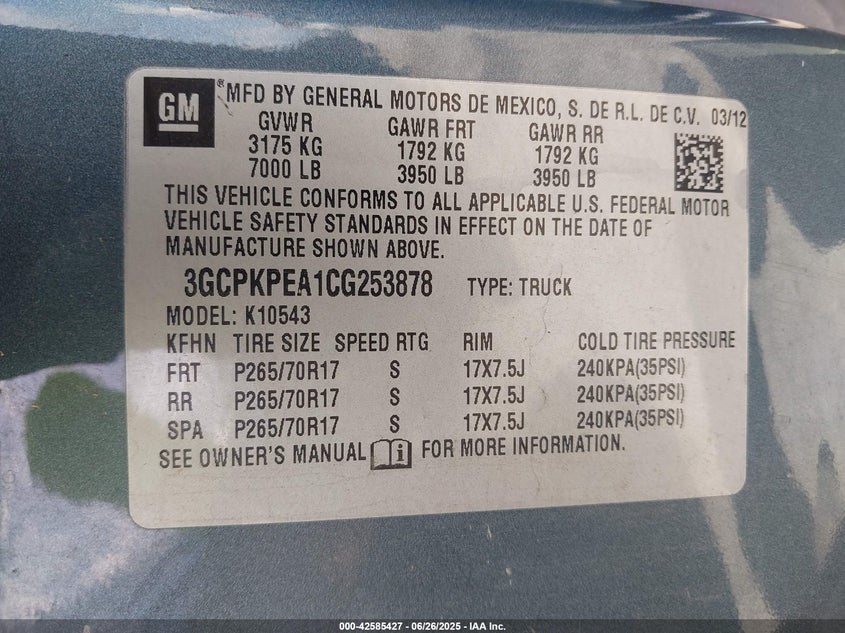 GM
® MFD BY GENERAL MOTORS DE MEXICO, S. DE R.L. DE C.V. 03/12
GVWR GAWR FRT GAWR RR
3175 KG 1792 KG 1792 KG
7000 LB 3950 LB 3950 LB
THIS VEHICLE CONFORMS TO ALL APPLICABLE U.S. FEDERAL MOTOR
VEHICLE SAFETY STANDARDS IN EFFECT ON THE DATE OF
MANUFACTURE SHOWN ABOVE.
3GCPKPEA1CG253878 TYPE: TRUCK
MODEL: K10543
KFHN TIRE SIZE SPEED RTG RIM COLD TIRE PRESSURE
FRT P265/70R17 S 17X7.5J 240KPA(35PSI)
RR P265/70R17 S 17X7.5J 240KPA(35PSI)
SPA P265/70R17 S 17X7.5J 240KPA(35PSI)
SEE OWNER'S MANUAL i FOR MORE INFORMATION.
000-42585427 - 06/26/2025 - IAA Inc.